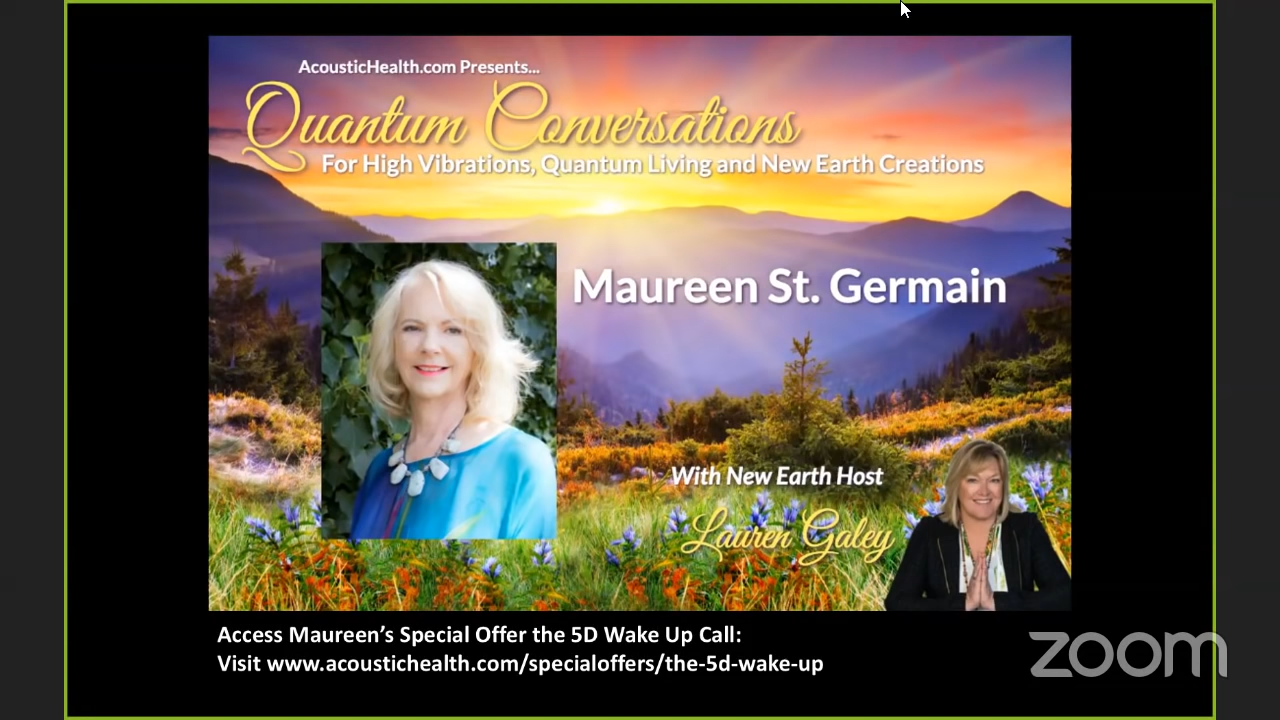 AcousticHealth.com Presents...
Quantum Conversations
For High Vibrations, Quantum Living and New Earth Creations
Maureen St. Germain
With New Earth Host
Lauren Galey
Access Maureen's Special Offer the 5D Wake Up Call:
Visit www.acoustichealth.com/specialoffers/the-5d-wake-up
zoom